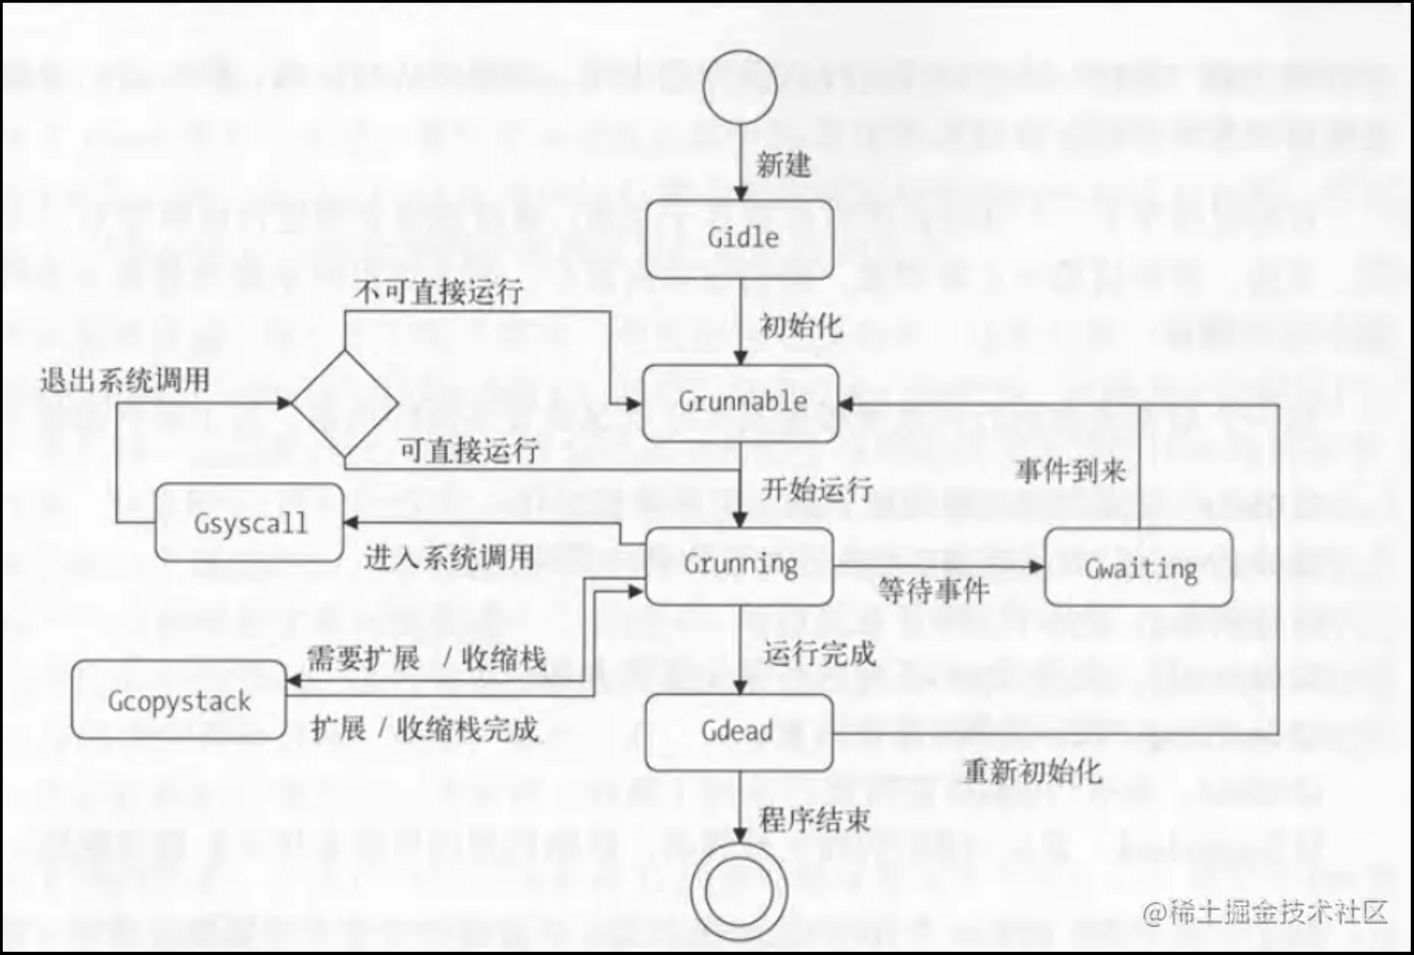 新建
Gidle
不可直接运行
初始化
退出系统调用
Grunnable
可直接运行
事件到来
开始运行
Gsyscall
进入系统调用
Grunning
等待事件
Gwaiting
需要扩展 / 收缩栈
运行完成
Gcopystack
扩展 / 收缩栈完成
Gdead
重新初始化
程序结束
@稀土掘金技术社区